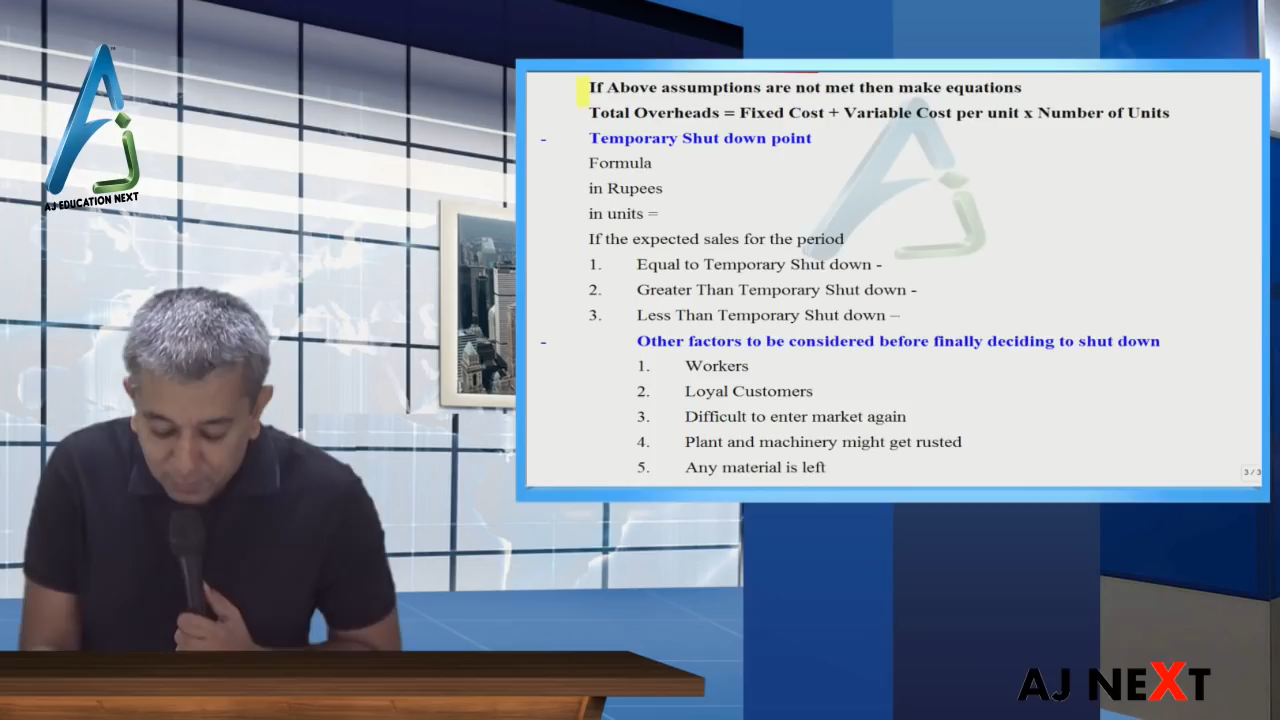 AJ EDUCATION NEXT
If Above assumptions are not met then make equations
Total Overheads = Fixed Cost + Variable Cost per unit x Number of Units
- Temporary Shut down point
Formula
in Rupees
in units =
If the expected sales for the period
1. Equal to Temporary Shut down -
2. Greater Than Temporary Shut down -
3. Less Than Temporary Shut down –
- Other factors to be considered before finally deciding to shut down
1. Workers
2. Loyal Customers
3. Difficult to enter market again
4. Plant and machinery might get rusted
5. Any material is left
3 / 3
AJ NEXT